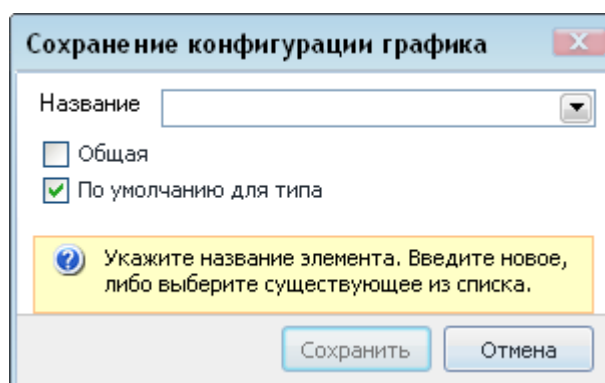 Сохранение конфигурации графика
Название
Общая
По умолчанию для типа
Укажите название элемента. Введите новое,
либо выберите существующее из списка.
Сохранить Отмена